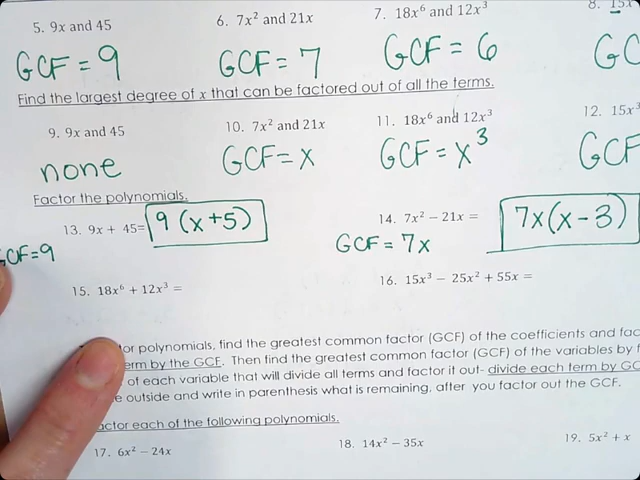 5. 9x and 45 6. 7x² and 21x 7. 18x⁶ and 12x³ 8. 15x
GCF = 9 GCF = 7 GCF = 6 GC
Find the largest degree of x that can be factored out of all the terms.
9. 9x and 45 10. 7x² and 21x 11. 18x⁶ and 12x³ 12. 15x³
none GCF = x GCF = x³ GCF
Factor the polynomials.
13. 9x + 45= 9 (x+5) 14. 7x² − 21x = 7x(x−3)
GCF=9 GCF = 7x
15. 18x⁶ + 12x³ = 16. 15x³ − 25x² + 55x =
or polynomials, find the greatest common factor (GCF) of the coefficients and fac
erm by the GCF. Then find the greatest common factor (GCF) of the variables by f
of each variable that will divide all terms and factor it out- divide each term by GC
e outside and write in parenthesis what is remaining, after you factor out the GCF.
actor each of the following polynomials.
17. 6x² − 24x 18. 14x² − 35x 19. 5x² + x